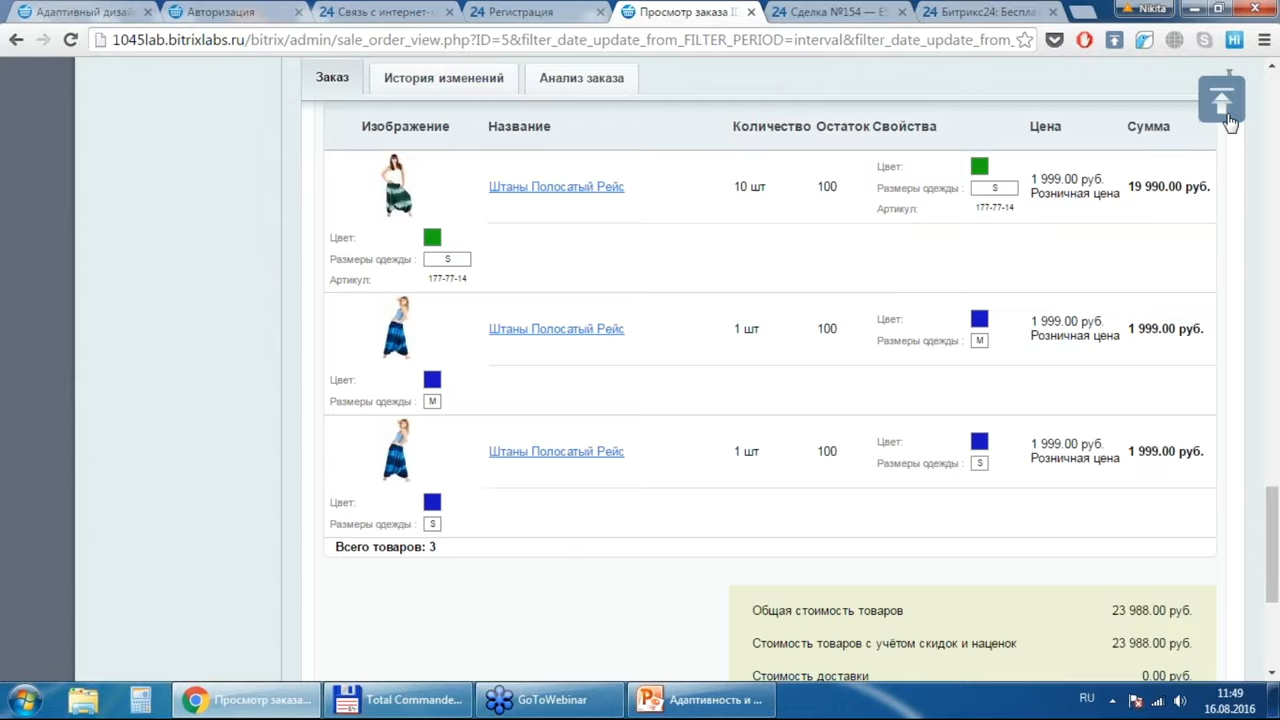 Адаптивный дизай
Авторизация
24 Связь с интернет-
24 Регистрация
Просмотр заказа
24 Сделка №154 — E
24 Битрикс24: Беспла
Nikita
1045lab.bitrixlabs.ru/bitrix/admin/sale_order_view.php?ID=5&filter_date_update_from_FILTER_PERIOD=interval&filter_date_update_from_
Hi
Заказ История изменений Анализ заказа
Изображение Название Количество Остаток Свойства Цена Сумма
Цвет:
Штаны Полосатый Рейс 10 шт 100 Размеры одежды : S 1 999.00 руб. Розничная цена 19 990.00 руб.
Артикул: 177-77-14
Цвет:
Размеры одежды : S
Артикул: 177-77-14
Цвет:
Штаны Полосатый Рейс 1 шт 100 1 999.00 руб. Розничная цена 1 999.00 руб.
Размеры одежды : M
Цвет:
Размеры одежды : M
Цвет:
Штаны Полосатый Рейс 1 шт 100 1 999.00 руб. Розничная цена 1 999.00 руб.
Размеры одежды : S
Цвет:
Размеры одежды : S
Всего товаров: 3
Общая стоимость товаров 23 988.00 руб.
Стоимость товаров с учётом скидок и наценок 23 988.00 руб.
Стоимость доставки 0.00 руб.
Просмотр заказа...
Total Commande...
GoToWebinar
Адаптивность и ...
RU
11:49
16.08.2016